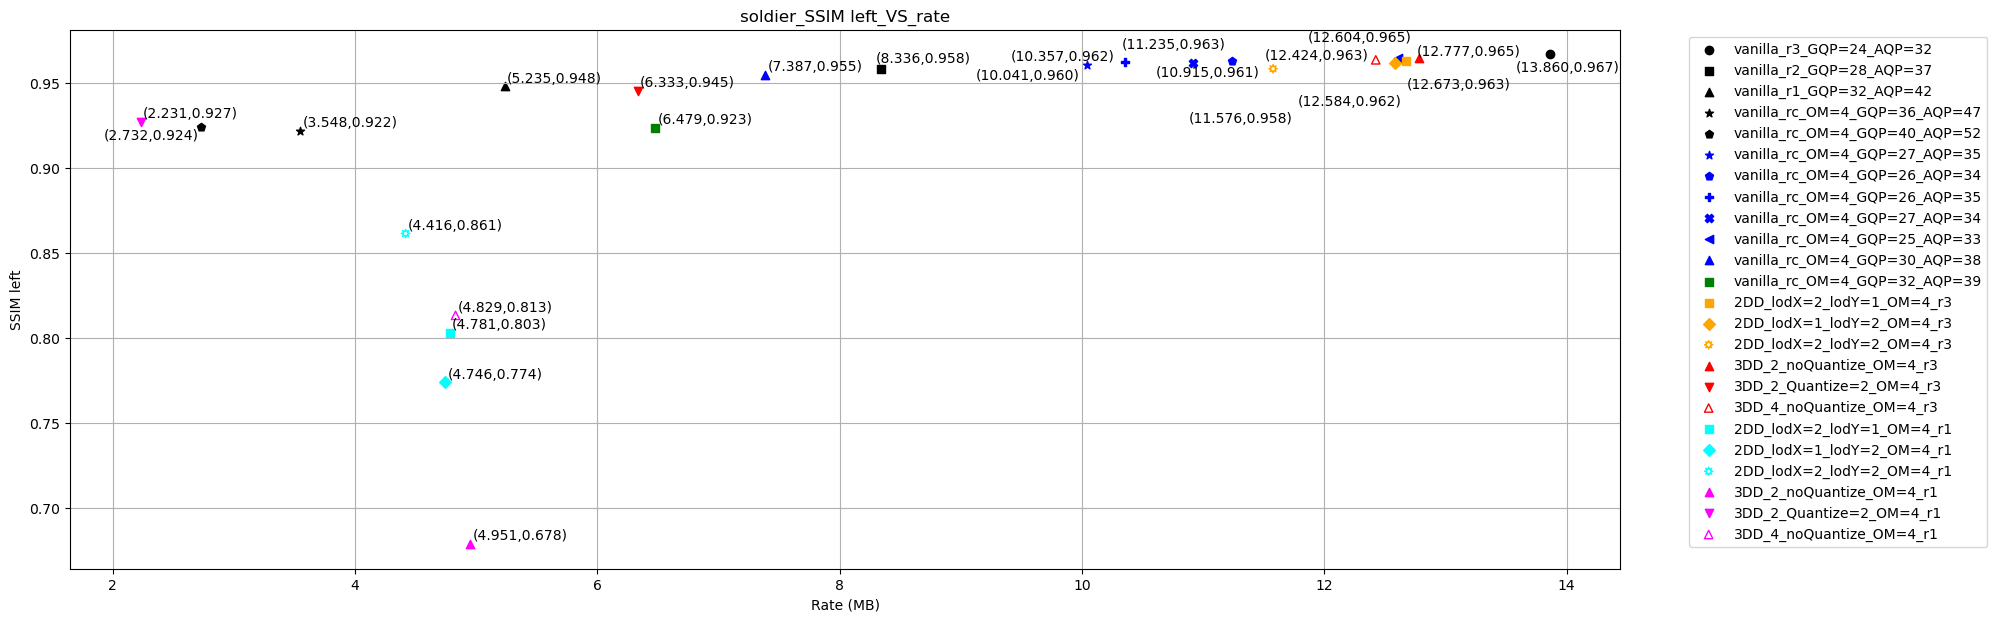 soldier_SSIM left_VS_rate
SSIM left
0.95
0.90
0.85
0.80
0.75
0.70
2
4
6
8
10
12
14
Rate (MB)
(2.231,0.927)
(2.732,0.924)
(3.548,0.922)
(5.235,0.948)
(6.333,0.945)
(6.479,0.923)
(7.387,0.955)
(8.336,0.958)
(10.041,0.960)
(10.357,0.962)
(11.235,0.963)
(10.915,0.961)
(11.576,0.958)
(12.604,0.965)
(12.424,0.963)
(12.777,0.965)
(12.673,0.963)
(12.584,0.962)
(13.860,0.967)
(4.416,0.861)
(4.829,0.813)
(4.781,0.803)
(4.746,0.774)
(4.951,0.678)
vanilla_r3_GQP=24_AQP=32
vanilla_r2_GQP=28_AQP=37
vanilla_r1_GQP=32_AQP=42
vanilla_rc_OM=4_GQP=36_AQP=47
vanilla_rc_OM=4_GQP=40_AQP=52
vanilla_rc_OM=4_GQP=27_AQP=35
vanilla_rc_OM=4_GQP=26_AQP=34
vanilla_rc_OM=4_GQP=26_AQP=35
vanilla_rc_OM=4_GQP=27_AQP=34
vanilla_rc_OM=4_GQP=25_AQP=33
vanilla_rc_OM=4_GQP=30_AQP=38
vanilla_rc_OM=4_GQP=32_AQP=39
2DD_lodX=2_lodY=1_OM=4_r3
2DD_lodX=1_lodY=2_OM=4_r3
2DD_lodX=2_lodY=2_OM=4_r3
3DD_2_noQuantize_OM=4_r3
3DD_2_Quantize=2_OM=4_r3
3DD_4_noQuantize_OM=4_r3
2DD_lodX=2_lodY=1_OM=4_r1
2DD_lodX=1_lodY=2_OM=4_r1
2DD_lodX=2_lodY=2_OM=4_r1
3DD_2_noQuantize_OM=4_r1
3DD_2_Quantize=2_OM=4_r1
3DD_4_noQuantize_OM=4_r1